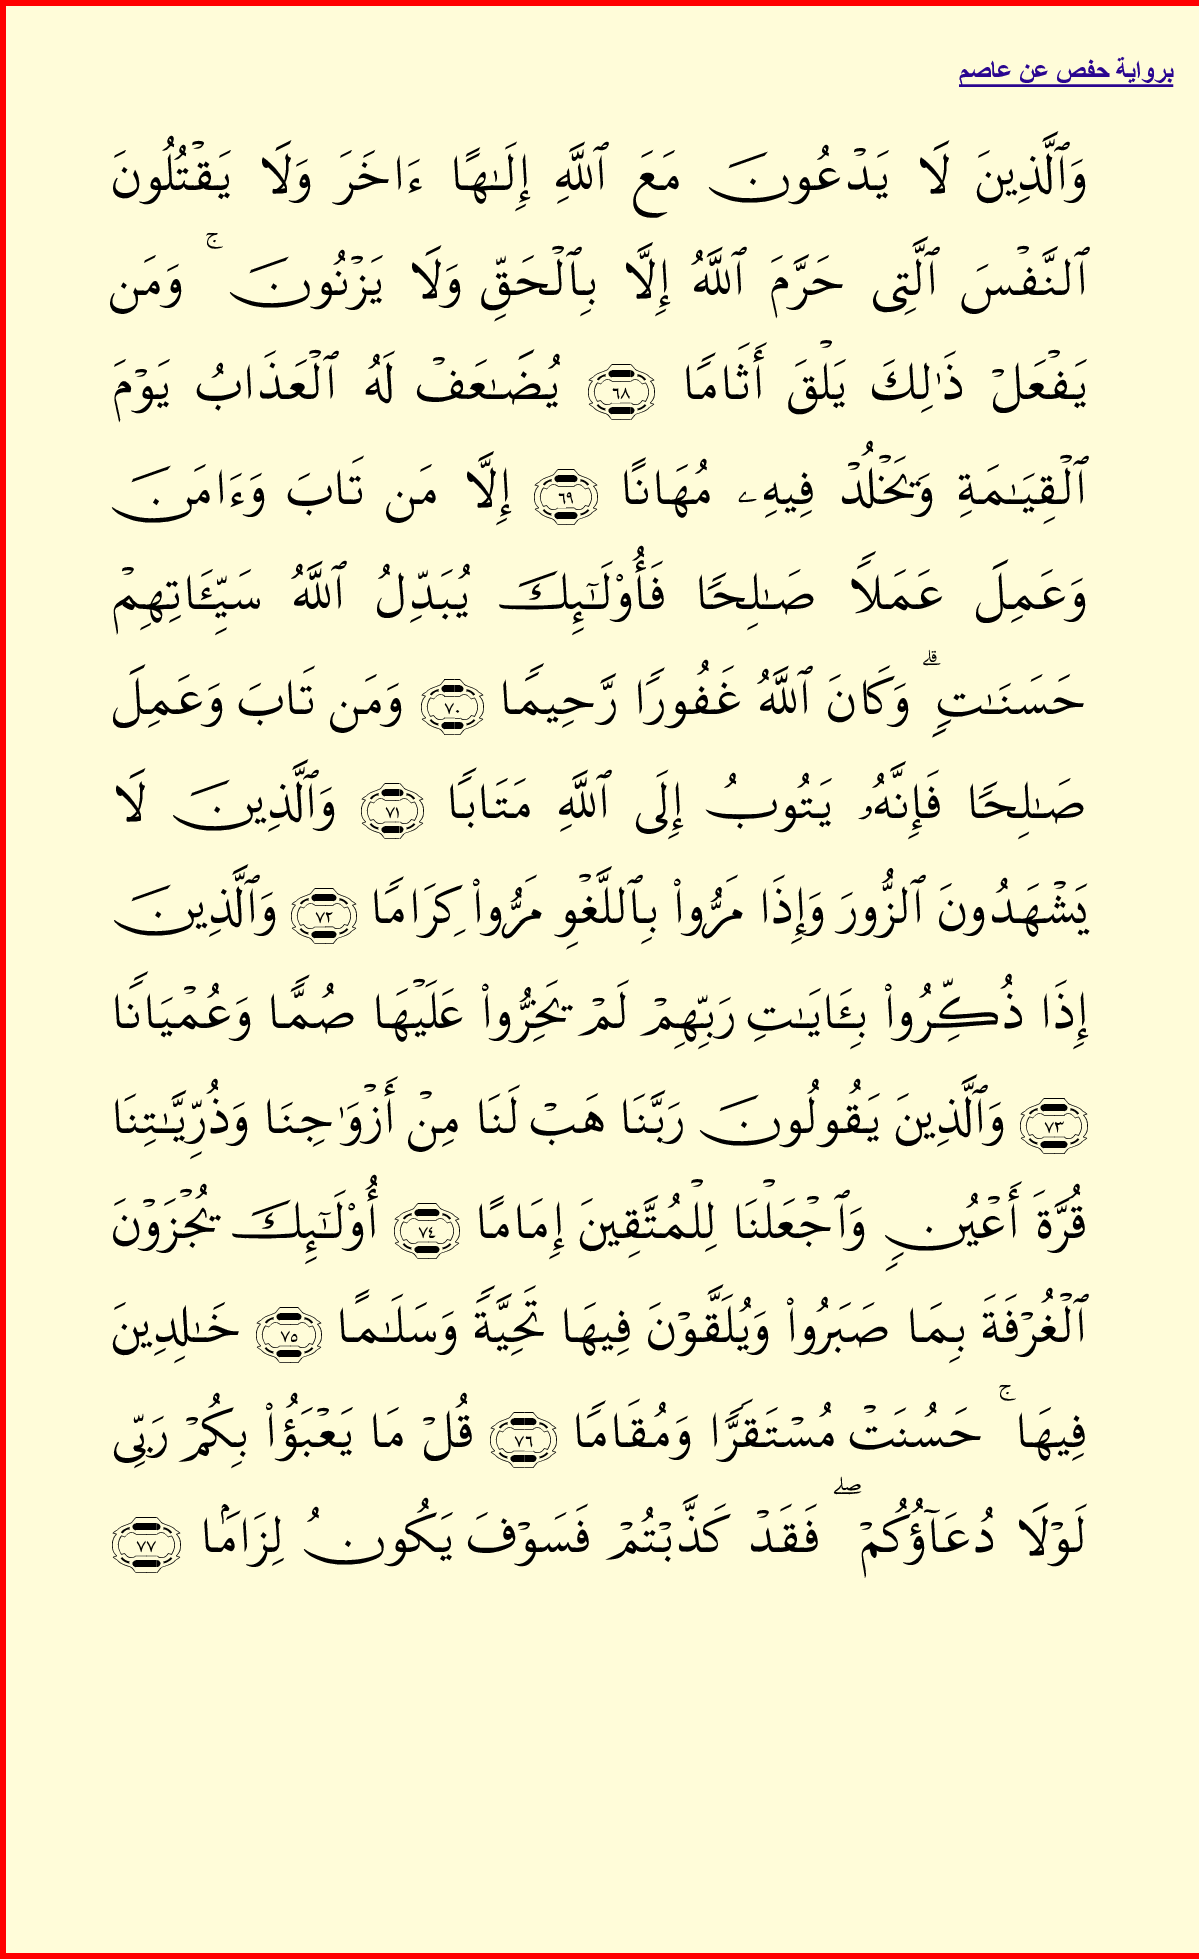 برواية حفص عن عاصم
وَٱلَّذِينَ لَا يَدْعُونَ مَعَ ٱللَّهِ إِلَـٰهًا ءَاخَرَ وَلَا يَقْتُلُونَ
ٱلنَّفْسَ ٱلَّتِى حَرَّمَ ٱللَّهُ إِلَّا بِٱلْحَقِّ وَلَا يَزْنُونَ ۚ وَمَن
يَفْعَلْ ذَٰلِكَ يَلْقَ أَثَامًا ٦٨ يُضَـٰعَفْ لَهُ ٱلْعَذَابُ يَوْمَ
ٱلْقِيَـٰمَةِ وَيَخْلُدْ فِيهِۦ مُهَانًا ٦٩ إِلَّا مَن تَابَ وَءَامَنَ
وَعَمِلَ عَمَلًا صَـٰلِحًا فَأُو۟لَـٰٓئِكَ يُبَدِّلُ ٱللَّهُ سَيِّـَٔاتِهِمْ
حَسَنَـٰتٍ ۗ وَكَانَ ٱللَّهُ غَفُورًا رَّحِيمًا ٧٠ وَمَن تَابَ وَعَمِلَ
صَـٰلِحًا فَإِنَّهُۥ يَتُوبُ إِلَى ٱللَّهِ مَتَابًا ٧١ وَٱلَّذِينَ لَا
يَشْهَدُونَ ٱلزُّورَ وَإِذَا مَرُّوا۟ بِٱللَّغْوِ مَرُّوا۟ كِرَامًا ٧٢ وَٱلَّذِينَ
إِذَا ذُكِّرُوا۟ بِـَٔايَـٰتِ رَبِّهِمْ لَمْ يَخِرُّوا۟ عَلَيْهَا صُمًّا وَعُمْيَانًا
٧٣ وَٱلَّذِينَ يَقُولُونَ رَبَّنَا هَبْ لَنَا مِنْ أَزْوَٰجِنَا وَذُرِّيَّـٰتِنَا
قُرَّةَ أَعْيُنٍ وَٱجْعَلْنَا لِلْمُتَّقِينَ إِمَامًا ٧٤ أُو۟لَـٰٓئِكَ يُجْزَوْنَ
ٱلْغُرْفَةَ بِمَا صَبَرُوا۟ وَيُلَقَّوْنَ فِيهَا تَحِيَّةً وَسَلَـٰمًا ٧٥ خَـٰلِدِينَ
فِيهَا ۚ حَسُنَتْ مُسْتَقَرًّا وَمُقَامًا ٧٦ قُلْ مَا يَعْبَؤُا۟ بِكُمْ رَبِّى
لَوْلَا دُعَآؤُكُمْ ۖ فَقَدْ كَذَّبْتُمْ فَسَوْفَ يَكُونُ لِزَامًۢا ٧٧